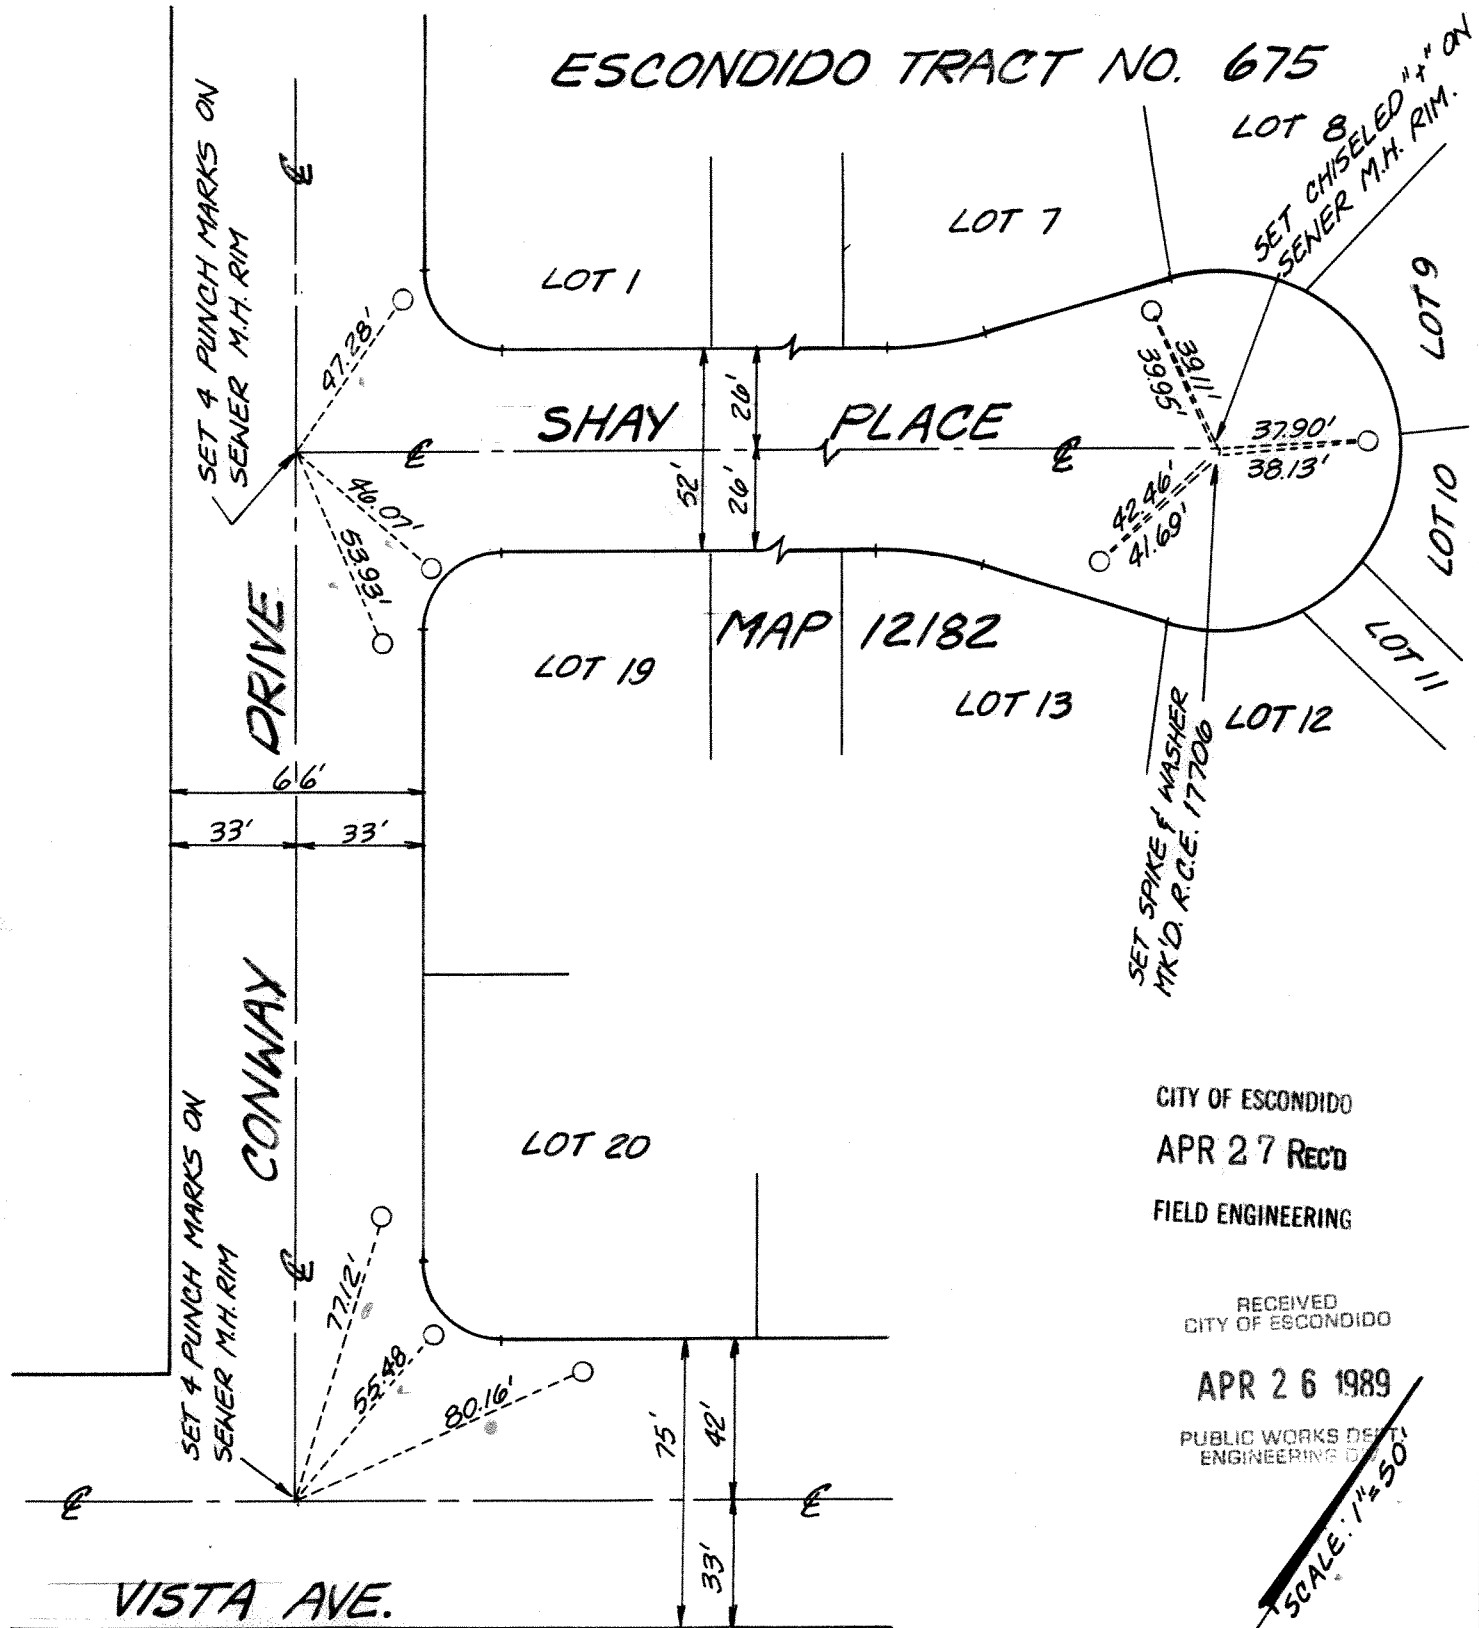 ESCONDIDO TRACT NO. 675
SET 4 PUNCH MARKS ON
SEWER M.H. RIM
℄
LOT 8
SET CHISELED "+" ON
SEWER M.H. RIM.
LOT 7
LOT 1
LOT 9
47.28'
SHAY PLACE
℄
52'
26'
26'
℄
39.11'
39.95'
37.90'
38.13'
42.46'
41.69'
46.07'
53.93'
LOT 10
LOT 11
MAP 12182
LOT 19
LOT 13
LOT 12
SET SPIKE & WASHER
MK'D. R.C.E. 17706
CONWAY DRIVE
66'
33'
33'
LOT 20
SET 4 PUNCH MARKS ON
SEWER M.H. RIM
℄
77.12'
55.48
80.16'
75'
42'
33'
℄
℄
VISTA AVE.
CITY OF ESCONDIDO
APR 27 REC'D
FIELD ENGINEERING
RECEIVED
CITY OF ESCONDIDO
APR 26 1989
PUBLIC WORKS DEPT.
ENGINEERING
SCALE: 1"=50'